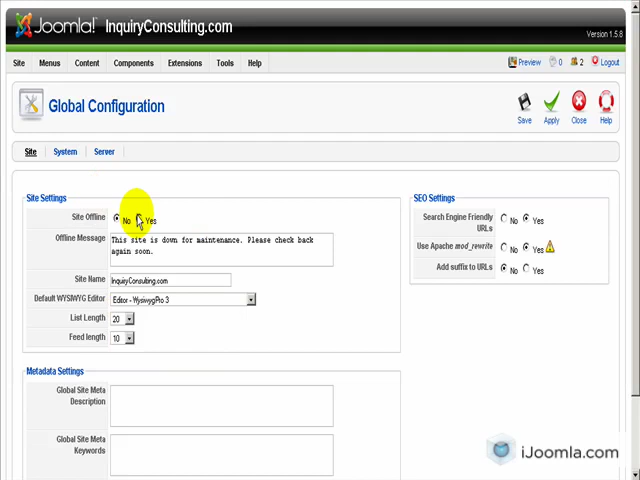 Joomla! InquiryConsulting.com
Version 1.5.8
Site Menus Content Components Extensions Tools Help Preview 0 2 Logout
Global Configuration
Save Apply Close Help
Site System Server
Site Settings
Site Offline No Yes
Offline Message This site is down for maintenance. Please check back
again soon.
Site Name InquiryConsulting.com
Default WYSIWYG Editor Editor - WysiwygPro 3
List Length 20
Feed length 10
Metadata Settings
Global Site Meta
Description
Global Site Meta
Keywords
SEO Settings
Search Engine Friendly
URLs No Yes
Use Apache mod_rewrite No Yes
Add suffix to URLs No Yes
iJoomla.com